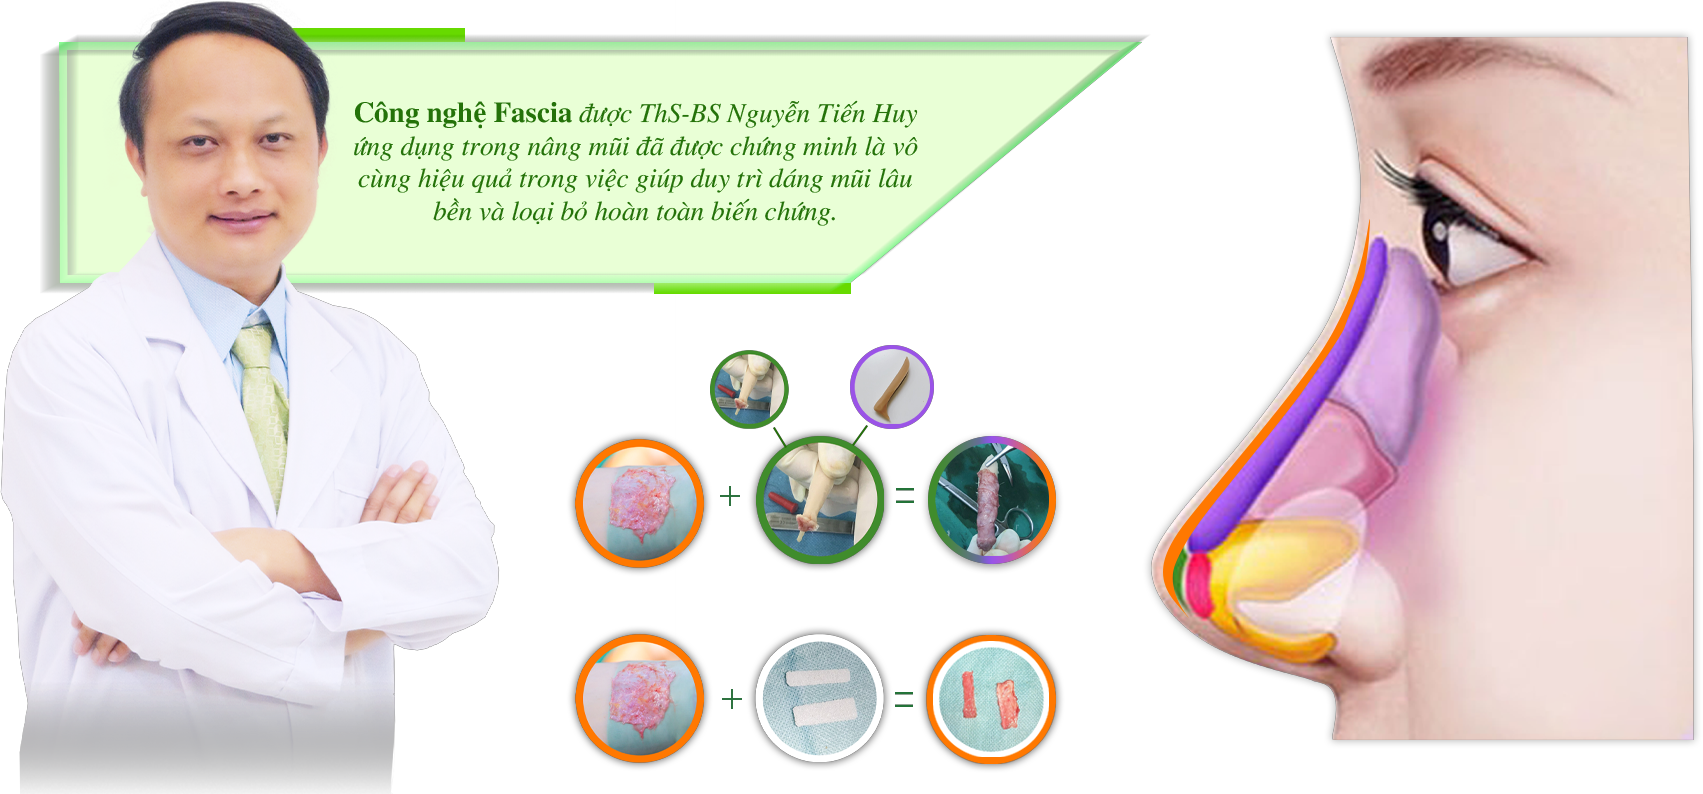 Công nghệ Fascia được ThS-BS Nguyễn Tiến Huy
ứng dụng trong nâng mũi đã được chứng minh là vô
cùng hiệu quả trong việc giúp duy trì dáng mũi lâu
bền và loại bỏ hoàn toàn biến chứng.
+ =
+ =